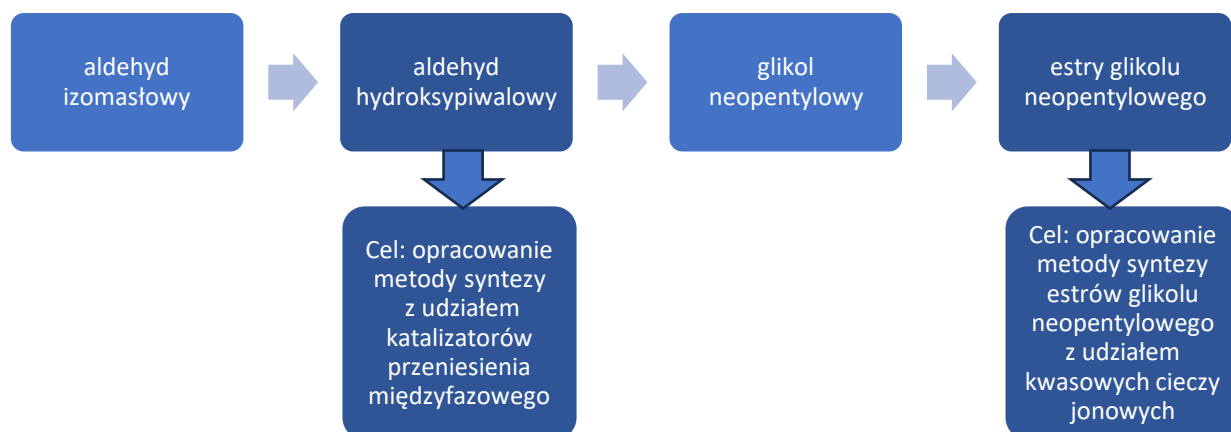 aldehyd
izomasłowy
aldehyd
hydroksypiwalowy
glikol
neopentylowy
estry glikolu
neopentylowego
Cel: opracowanie
metody syntezy
z udziałem
katalizatorów
przeniesienia
międzyfazowego
Cel: opracowanie
metody syntezy
estrów glikolu
neopentylowego
z udziałem
kwasowych cieczy
jonowych